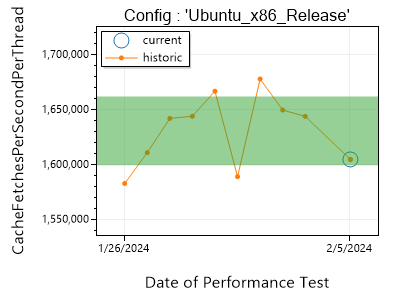 Config : 'Ubuntu_x86_Release'
current
historic
CacheFetchesPerSecondPerThread
1,700,000
1,650,000
1,600,000
1,550,000
1/26/2024
2/5/2024
Date of Performance Test